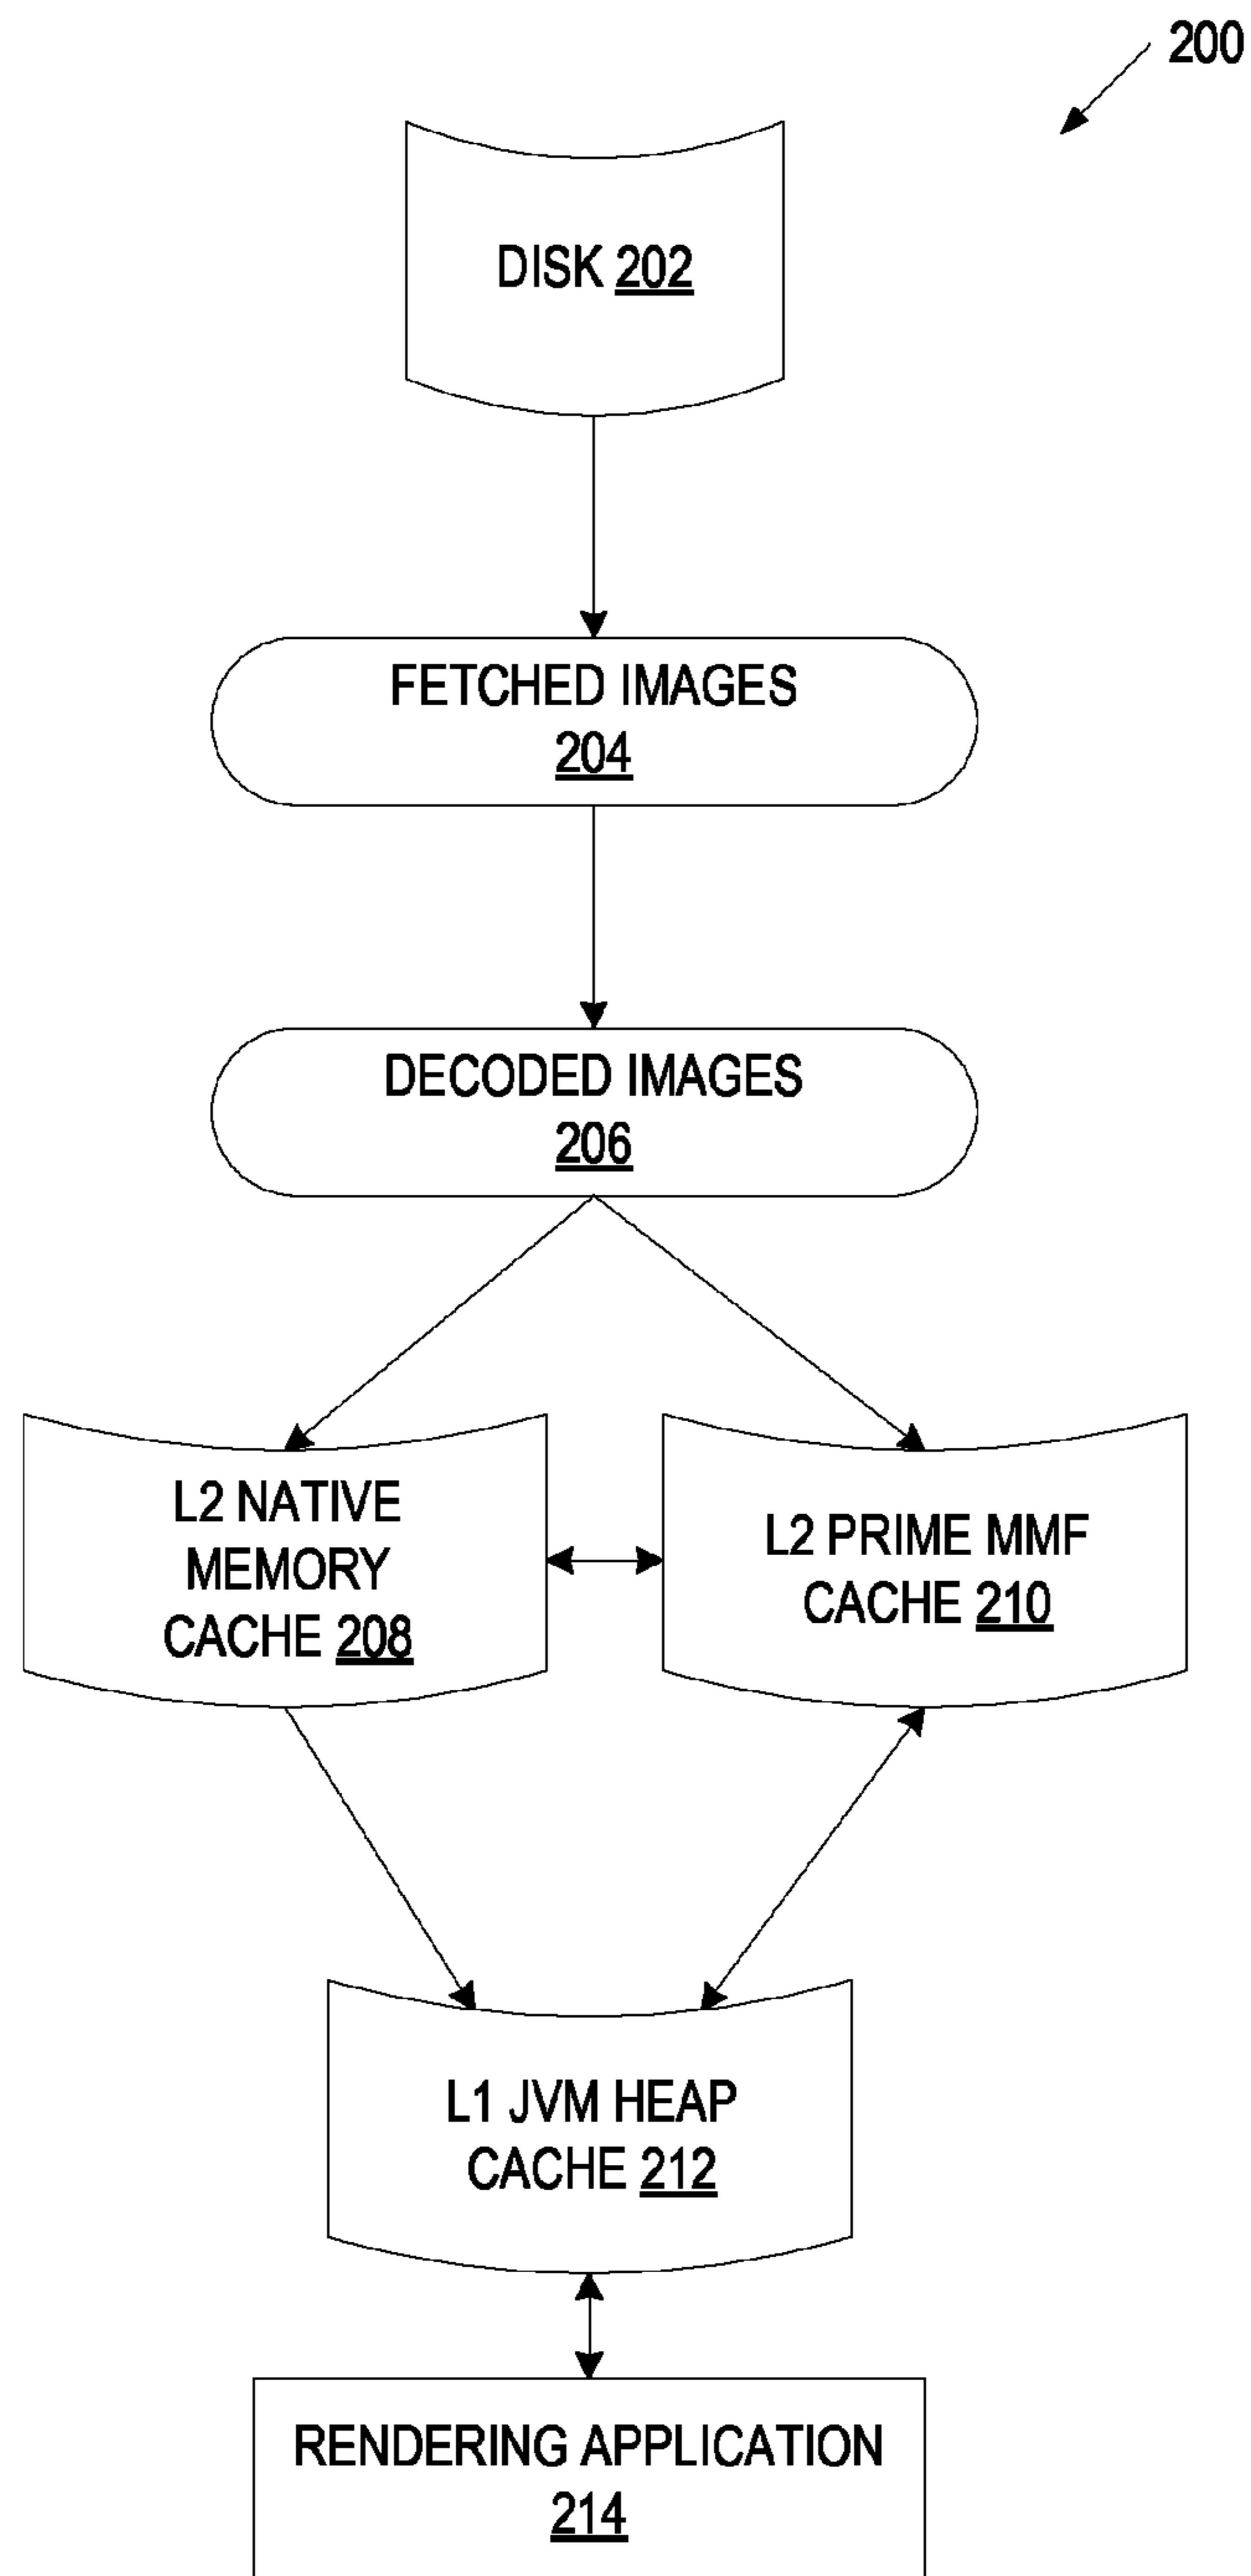 200
DISK 202
FETCHED IMAGES
204
DECODED IMAGES
206
L2 NATIVE
MEMORY
CACHE 208
L2 PRIME MMF
CACHE 210
L1 JVM HEAP
CACHE 212
RENDERING APPLICATION
214